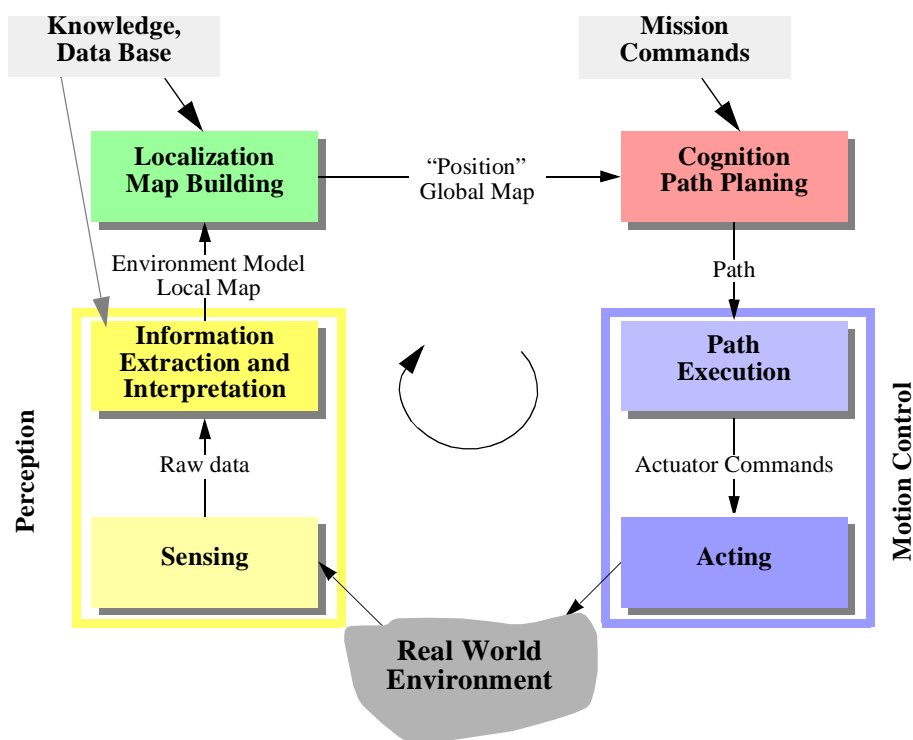 Knowledge,
Data Base
Mission
Commands
Localization
Map Building
“Position”
Global Map
Cognition
Path Planing
Environment Model
Local Map
Path
Information
Extraction and
Interpretation
Path
Execution
Perception
Raw data
Actuator Commands
Motion Control
Sensing
Acting
Real World
Environment